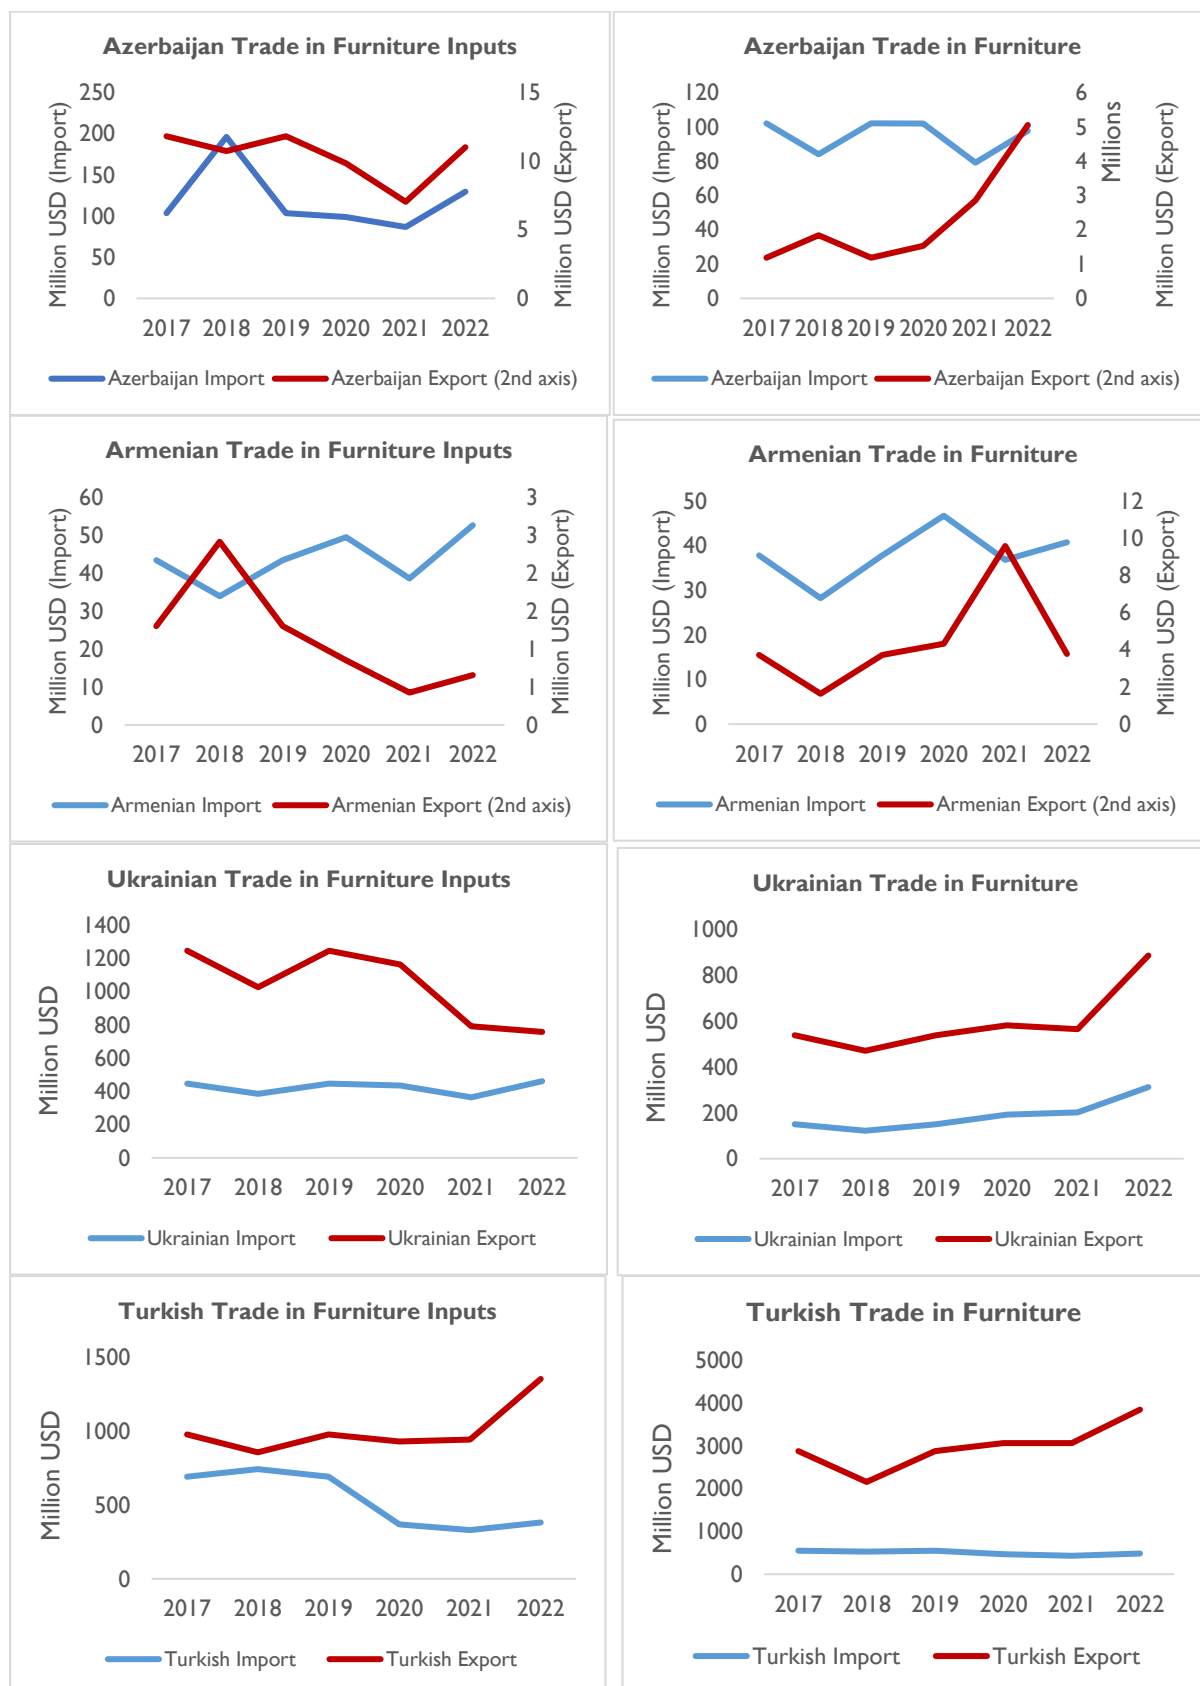 Azerbaijan Trade in Furniture Inputs
Million USD (Import)
250
200
150
100
50
0
15
10
5
0
Million USD (Export)
2017 2018 2019 2020 2021 2022
Azerbaijan Import Azerbaijan Export (2nd axis)
Azerbaijan Trade in Furniture
Million USD (Import)
120
100
80
60
40
20
0
6
5
4
3
2
1
0
Millions
Million USD (Export)
2017 2018 2019 2020 2021 2022
Azerbaijan Import Azerbaijan Export (2nd axis)
Armenian Trade in Furniture Inputs
Million USD (Import)
60
50
40
30
20
10
0
3
3
2
2
1
1
0
Million USD (Export)
2017 2018 2019 2020 2021 2022
Armenian Import Armenian Export (2nd axis)
Armenian Trade in Furniture
Million USD (Import)
50
40
30
20
10
0
12
10
8
6
4
2
0
Million USD (Export)
2017 2018 2019 2020 2021 2022
Armenian Import Armenian Export (2nd axis)
Ukrainian Trade in Furniture Inputs
Million USD
1400
1200
1000
800
600
400
200
0
2017 2018 2019 2020 2021 2022
Ukrainian Import Ukrainian Export
Ukrainian Trade in Furniture
Million USD
1000
800
600
400
200
0
2017 2018 2019 2020 2021 2022
Ukrainian Import Ukrainian Export
Turkish Trade in Furniture Inputs
Million USD
1500
1000
500
0
2017 2018 2019 2020 2021 2022
Turkish Import Turkish Export
Turkish Trade in Furniture
Million USD
5000
4000
3000
2000
1000
0
2017 2018 2019 2020 2021 2022
Turkish Import Turkish Export